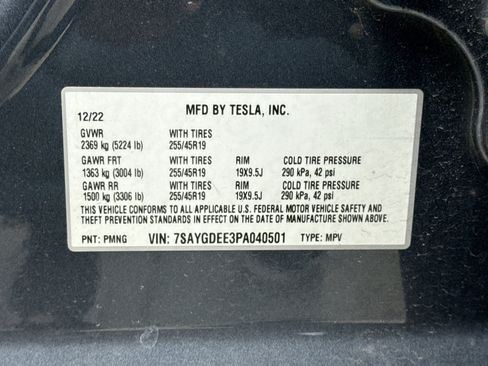 MFD BY TESLA, INC.
12/22
GVWR WITH TIRES
2369 kg (5224 lb) 255/45R19
GAWR FRT WITH TIRES RIM COLD TIRE PRESSURE
1363 kg (3004 lb) 255/45R19 19X9.5J 290 kPa, 42 psi
GAWR RR WITH TIRES RIM COLD TIRE PRESSURE
1500 kg (3306 lb) 255/45R19 19X9.5J 290 kPa, 42 psi
THIS VEHICLE CONFORMS TO ALL APPLICABLE U.S. FEDERAL MOTOR VEHICLE SAFETY AND
THEFT PREVENTION STANDARDS IN EFFECT ON THE DATE OF MANUFACTURE SHOWN ABOVE.
PNT: PMNG VIN: 7SAYGDEE3PA040501 TYPE: MPV